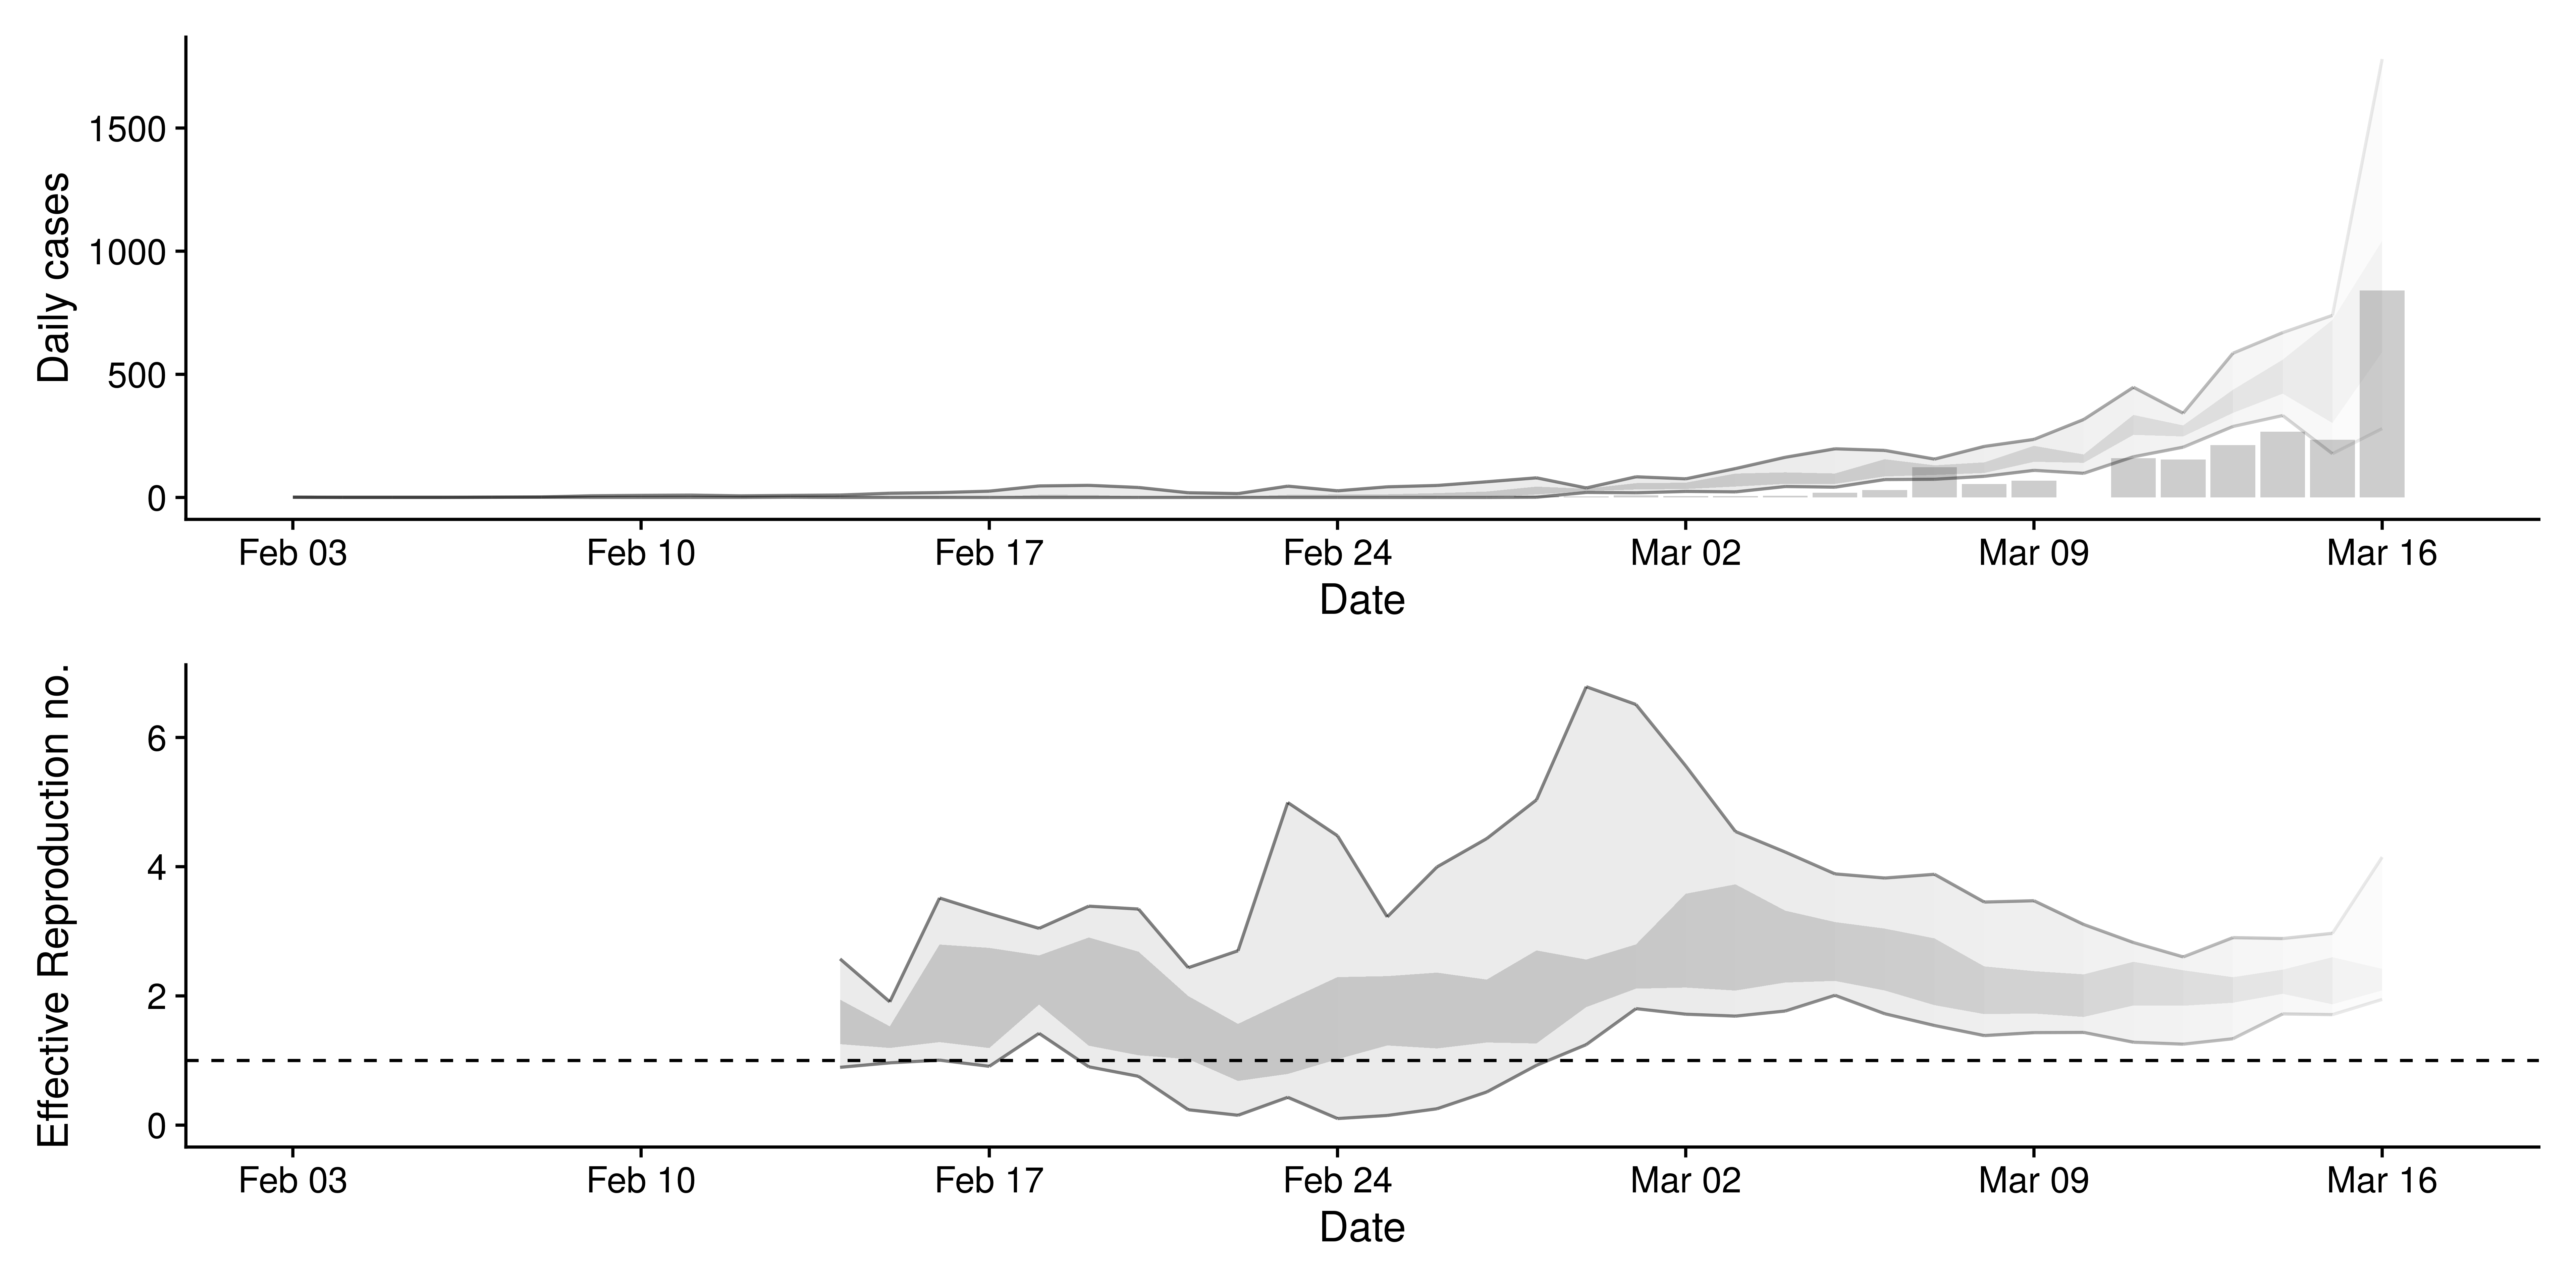 Daily cases
1500
1000
500
0
Feb 03 Feb 10 Feb 17 Feb 24 Mar 02 Mar 09 Mar 16
Date
Effective Reproduction no.
6
4
2
0
Feb 03 Feb 10 Feb 17 Feb 24 Mar 02 Mar 09 Mar 16
Date